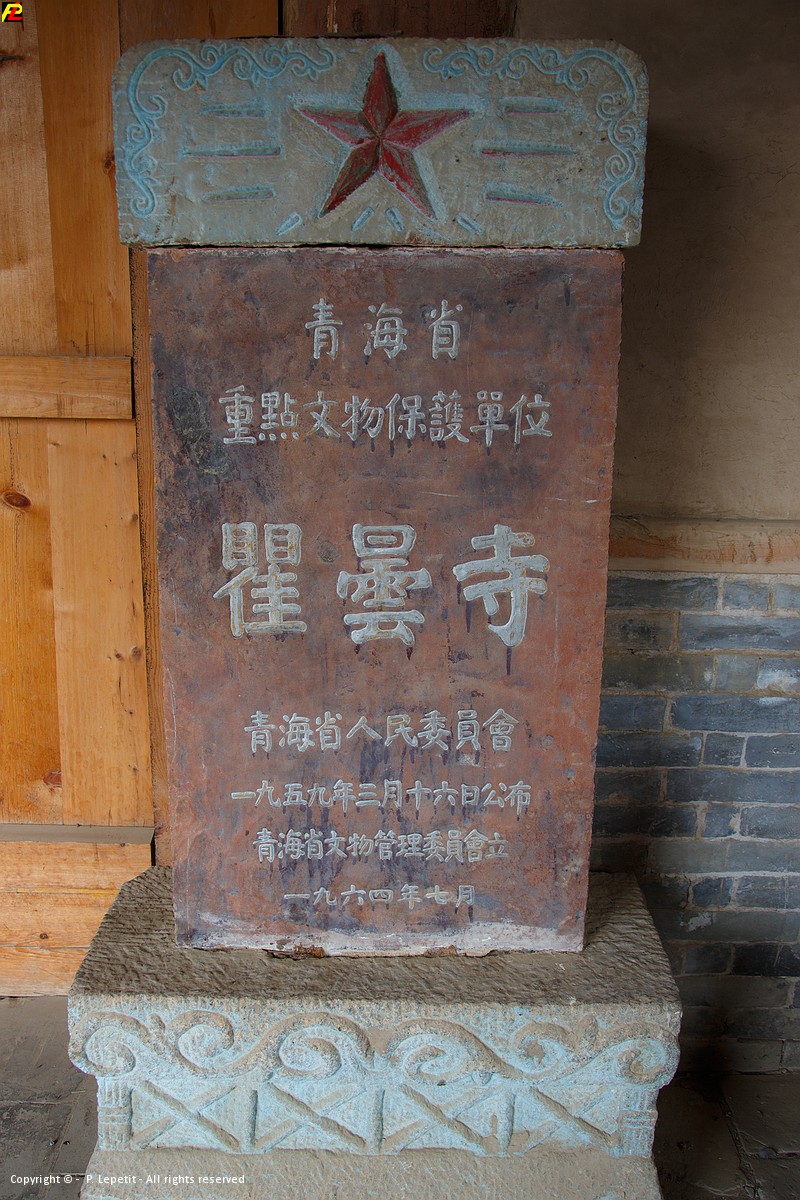 青海省
重點文物保護單位
瞿曇寺
青海省人民委員會
一九五九年三月十六日公布
青海省文物管理委員會立
一九六四年七月
Copyright © - P. Lepetit - All rights reserved